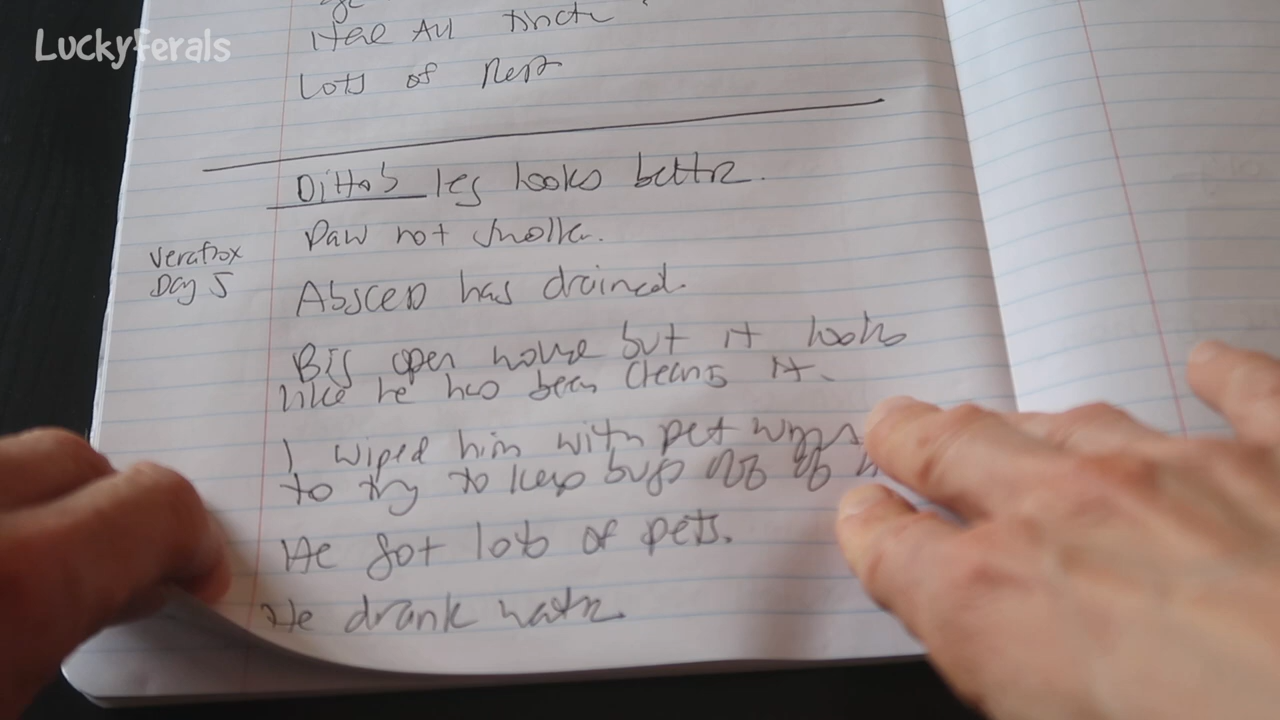 LuckyFerals
Lots of Rest
Ditto's leg looks better.
Paw not swollen.
Veraflox
Day 5
Abscess has drained.
Big open wound but it looks
like he has been cleaning it.
I wiped him with pet wipes
to try to keep bugs off of
He got lots of pets.
He drank water.